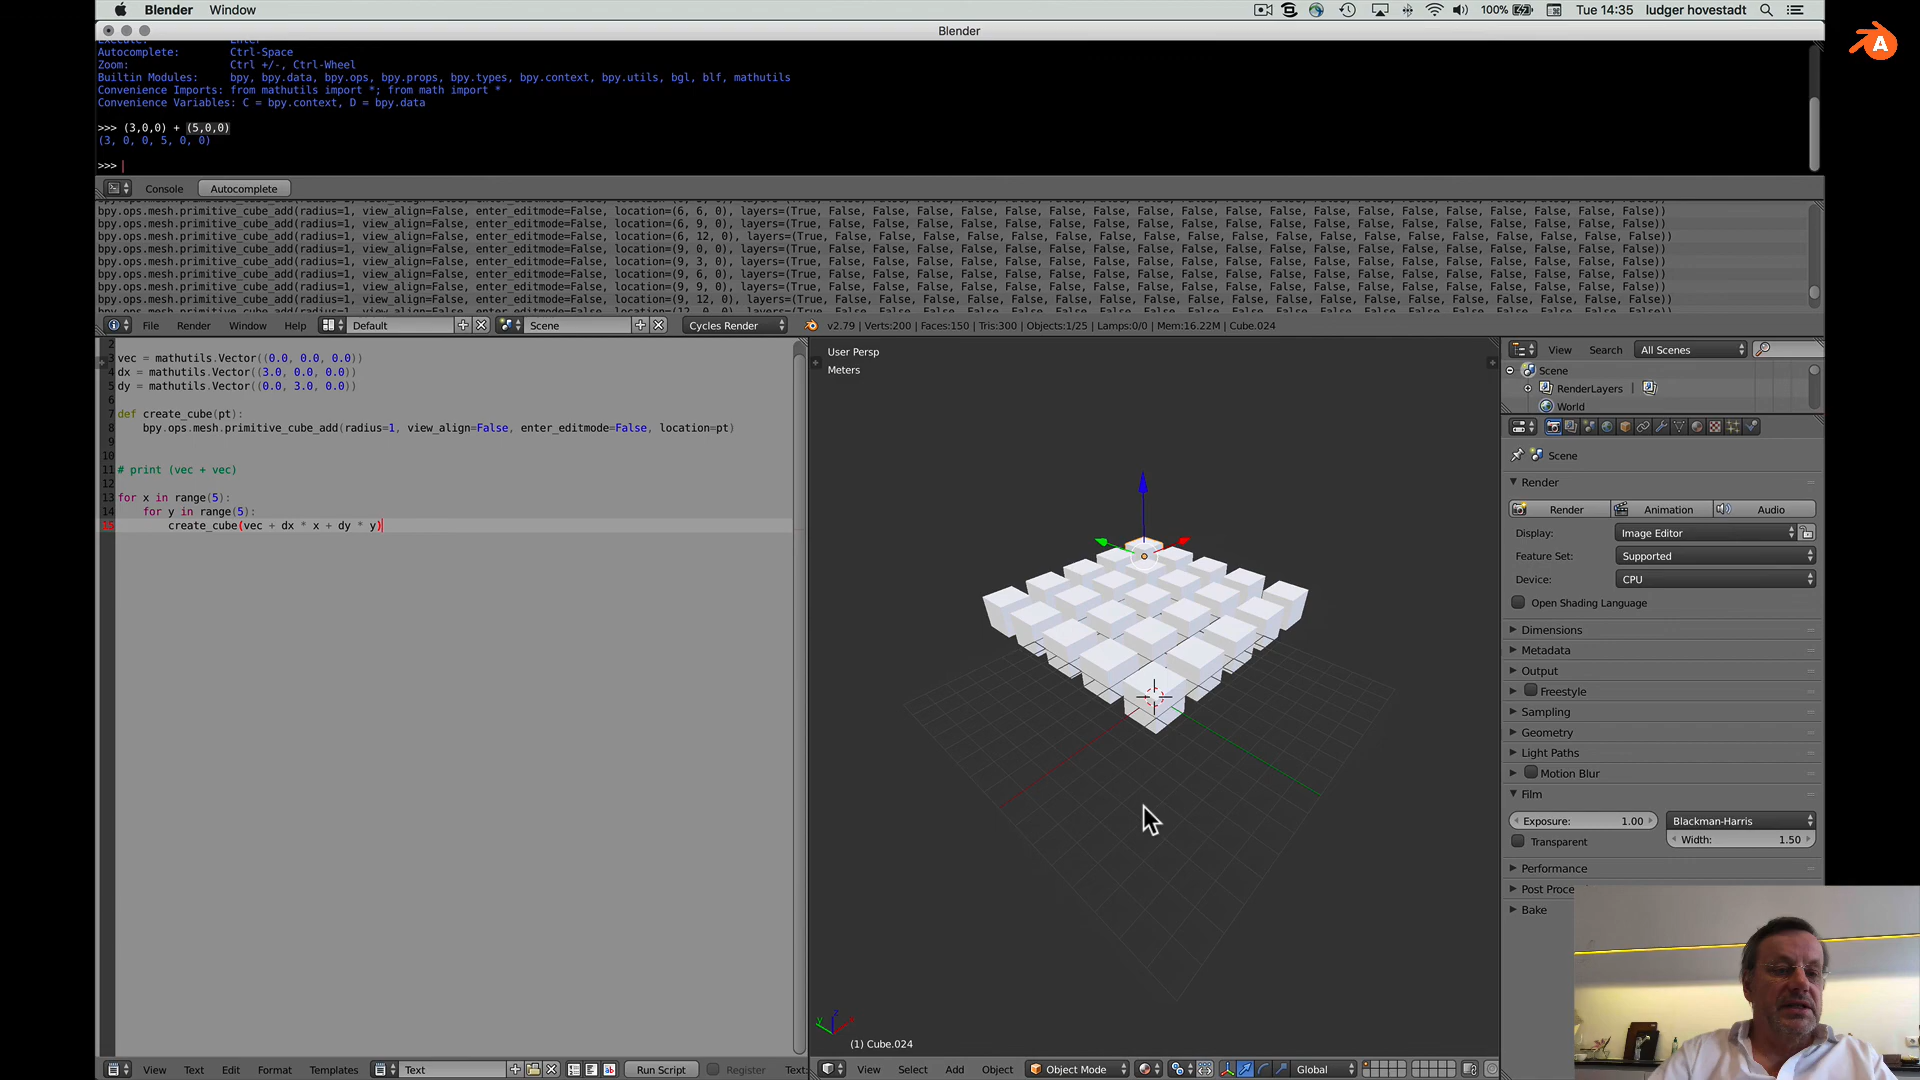 Blender Window 100% Tue 14:35 ludger hovestadt
Blender
A
Execute: Enter
Autocomplete: Ctrl-Space
Zoom: Ctrl +/-, Ctrl-Wheel
Builtin Modules: bpy, bpy.data, bpy.ops, bpy.props, bpy.types, bpy.context, bpy.utils, bgl, blf, mathutils
Convenience Imports: from mathutils import *; from math import *
Convenience Variables: C = bpy.context, D = bpy.data
>>> (3,0,0) + (5,0,0)
(3, 0, 0, 5, 0, 0)
>>>
Console Autocomplete
bpy.ops.mesh.primitive_cube_add(radius=1, view_align=False, enter_editmode=False, location=(6, 6, 0), layers=(True, False, False, False, False, False, False, False, False, False, False, False, False, False, False, False, False, False, False, False))
bpy.ops.mesh.primitive_cube_add(radius=1, view_align=False, enter_editmode=False, location=(6, 9, 0), layers=(True, False, False, False, False, False, False, False, False, False, False, False, False, False, False, False, False, False, False, False))
bpy.ops.mesh.primitive_cube_add(radius=1, view_align=False, enter_editmode=False, location=(6, 12, 0), layers=(True, False, False, False, False, False, False, False, False, False, False, False, False, False, False, False, False, False, False, False))
bpy.ops.mesh.primitive_cube_add(radius=1, view_align=False, enter_editmode=False, location=(9, 0, 0), layers=(True, False, False, False, False, False, False, False, False, False, False, False, False, False, False, False, False, False, False, False))
bpy.ops.mesh.primitive_cube_add(radius=1, view_align=False, enter_editmode=False, location=(9, 3, 0), layers=(True, False, False, False, False, False, False, False, False, False, False, False, False, False, False, False, False, False, False, False))
bpy.ops.mesh.primitive_cube_add(radius=1, view_align=False, enter_editmode=False, location=(9, 6, 0), layers=(True, False, False, False, False, False, False, False, False, False, False, False, False, False, False, False, False, False, False, False))
bpy.ops.mesh.primitive_cube_add(radius=1, view_align=False, enter_editmode=False, location=(9, 9, 0), layers=(True, False, False, False, False, False, False, False, False, False, False, False, False, False, False, False, False, False, False, False))
bpy.ops.mesh.primitive_cube_add(radius=1, view_align=False, enter_editmode=False, location=(9, 12, 0), layers=(True, False, False, False, False, False, False, False, False, False, False, False, False, False, False, False, False, False, False, False))
File Render Window Help Default Scene Cycles Render v2.79 | Verts:200 | Faces:150 | Tris:300 | Objects:1/25 | Lamps:0/0 | Mem:16.22M | Cube.024
2
3 vec = mathutils.Vector((0.0, 0.0, 0.0))
4 dx = mathutils.Vector((3.0, 0.0, 0.0))
5 dy = mathutils.Vector((0.0, 3.0, 0.0))
6
7 def create_cube(pt):
8 bpy.ops.mesh.primitive_cube_add(radius=1, view_align=False, enter_editmode=False, location=pt)
9
10
11 # print (vec + vec)
12
13 for x in range(5):
14 for y in range(5):
15 create_cube(vec + dx * x + dy * y)
User Persp
Meters
(1) Cube.024
View Search All Scenes
Scene
RenderLayers |
World
Scene
Render
Render Animation Audio
Display: Image Editor
Feature Set: Supported
Device: CPU
Open Shading Language
Dimensions
Metadata
Output
Freestyle
Sampling
Geometry
Light Paths
Motion Blur
Film
Exposure: 1.00 Blackman-Harris
Transparent Width: 1.50
Performance
Post Proce
Bake
View Text Edit Format Templates Text Run Script Register Text:
View Select Add Object Object Mode Global